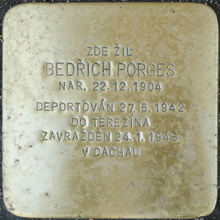 ZDE ŽIL
BEDŘICH PORGES
NAR. 22.12.1904
DEPORTOVÁN 27.6.1942
DO TEREZÍNA
ZAVRAŽDĚN 24.1.1945
V DACHAU